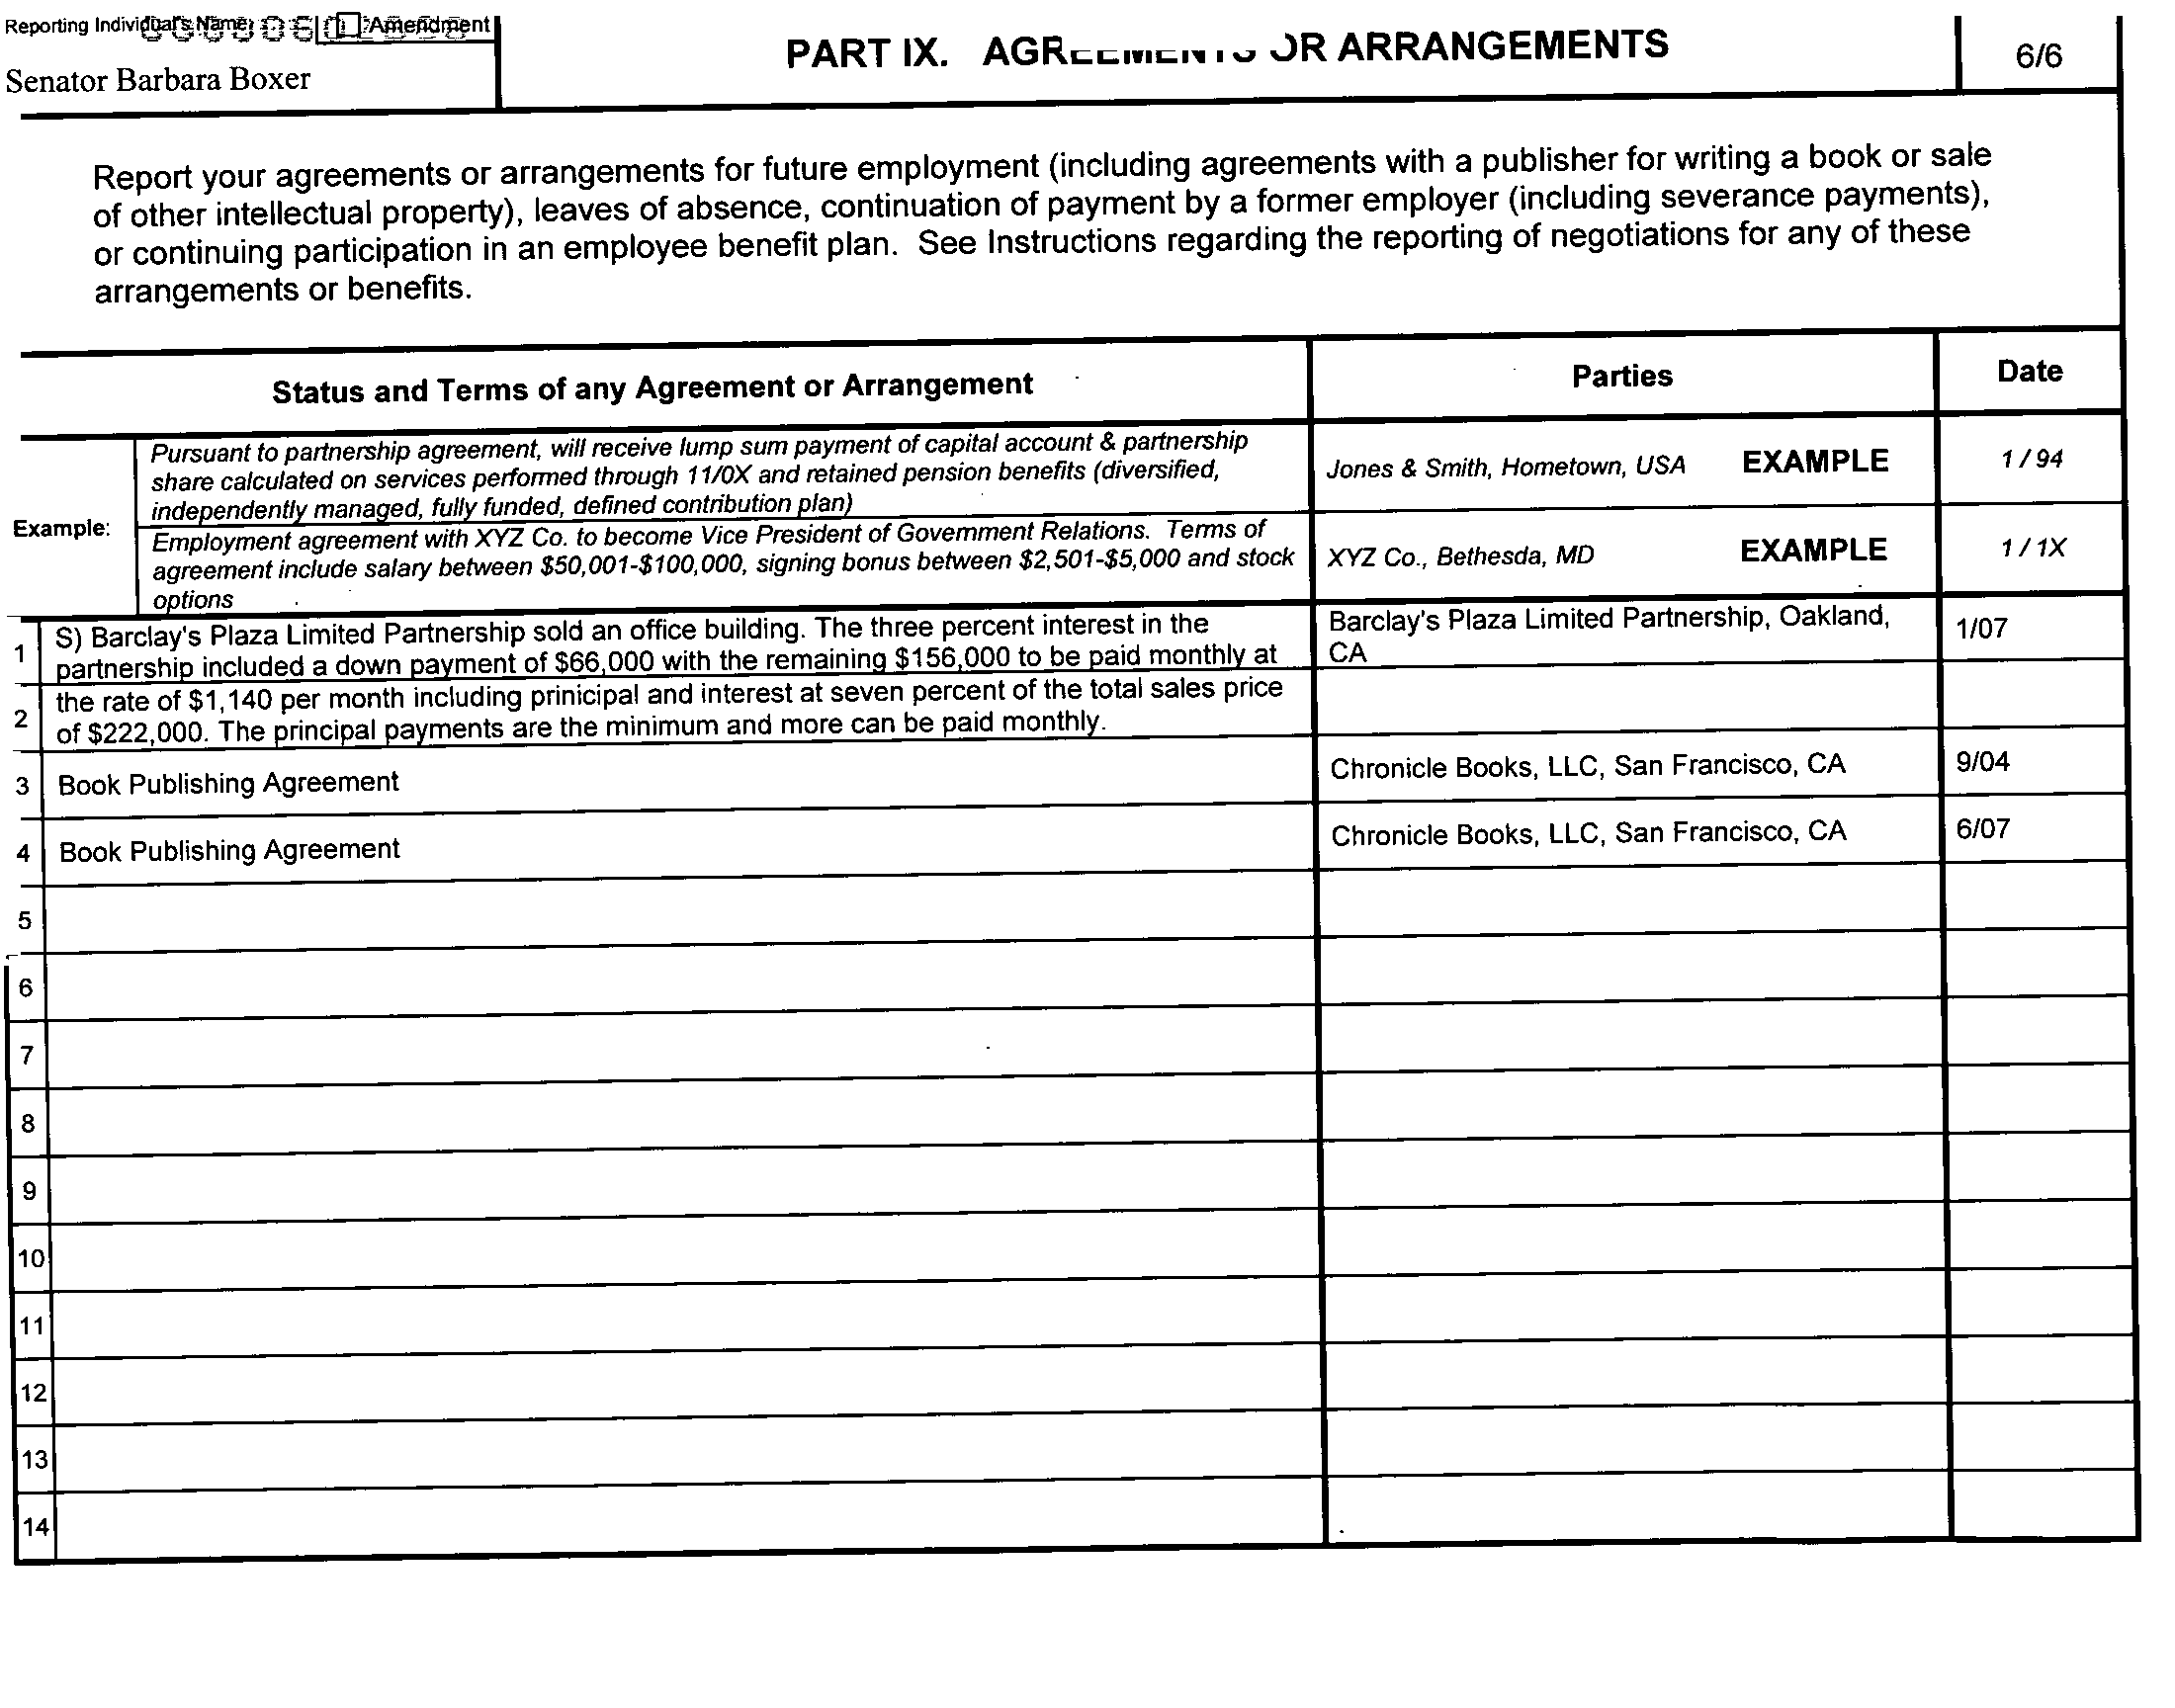 Reporting Individual's Name: Amendment
Senator Barbara Boxer
PART IX. AGREEMENTS OR ARRANGEMENTS
6/6
Report your agreements or arrangements for future employment (including agreements with a publisher for writing a book or sale
of other intellectual property), leaves of absence, continuation of payment by a former employer (including severance payments),
or continuing participation in an employee benefit plan. See Instructions regarding the reporting of negotiations for any of these
arrangements or benefits.
Status and Terms of any Agreement or Arrangement
Parties
Date
Example:
Pursuant to partnership agreement, will receive lump sum payment of capital account & partnership
share calculated on services performed through 11/0X and retained pension benefits (diversified,
independently managed, fully funded, defined contribution plan)
Jones & Smith, Hometown, USA EXAMPLE
1 / 94
Employment agreement with XYZ Co. to become Vice President of Government Relations. Terms of
agreement include salary between $50,001-$100,000, signing bonus between $2,501-$5,000 and stock
options
XYZ Co., Bethesda, MD EXAMPLE
1 / 1X
1
S) Barclay's Plaza Limited Partnership sold an office building. The three percent interest in the
partnership included a down payment of $66,000 with the remaining $156,000 to be paid monthly at
Barclay's Plaza Limited Partnership, Oakland,
CA
1/07
2
the rate of $1,140 per month including prinicipal and interest at seven percent of the total sales price
of $222,000. The principal payments are the minimum and more can be paid monthly.
3
Book Publishing Agreement
Chronicle Books, LLC, San Francisco, CA
9/04
4
Book Publishing Agreement
Chronicle Books, LLC, San Francisco, CA
6/07
5
6
7
8
9
10
11
12
13
14